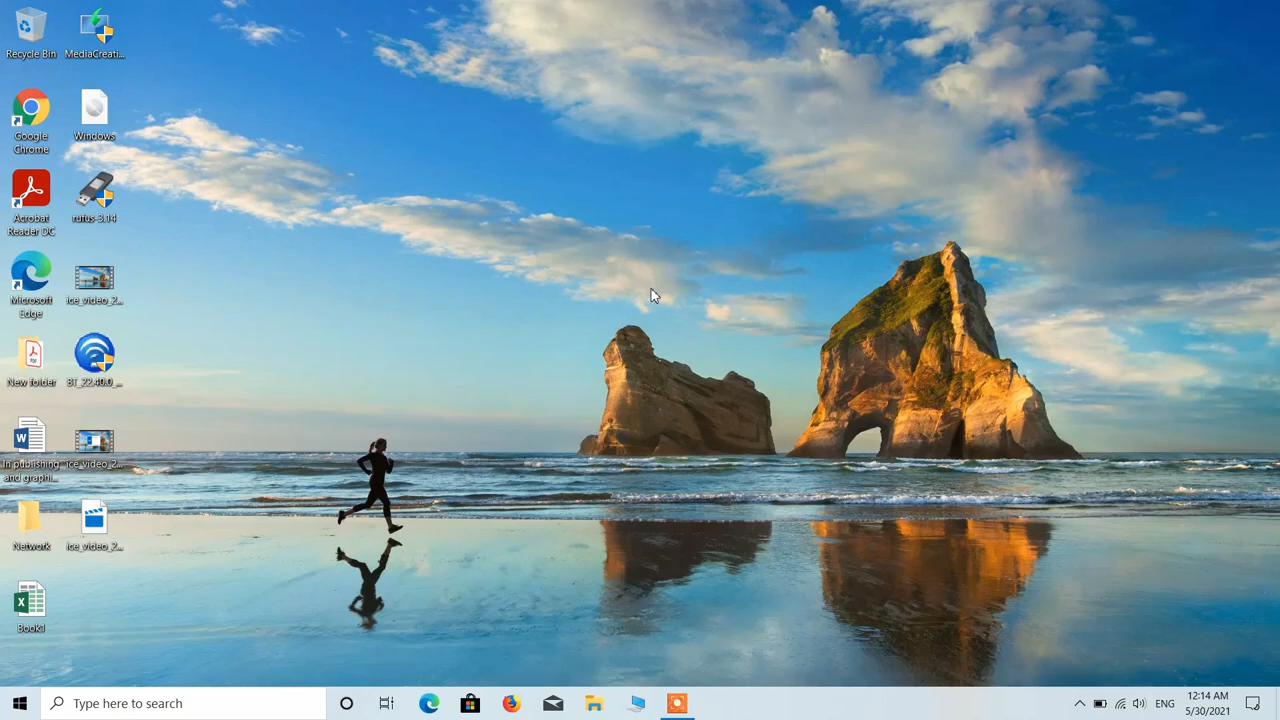 Recycle Bin
MediaCreati...
Google
Chrome
Windows
Acrobat
Reader DC
rufus-3.14
Microsoft
Edge
ice_video_2...
New folder
BT_22.40.0_...
In publishing
and graphi...
ice_video_2...
Network
ice_video_2...
Book1
Type here to search
ENG
12:14 AM
5/30/2021